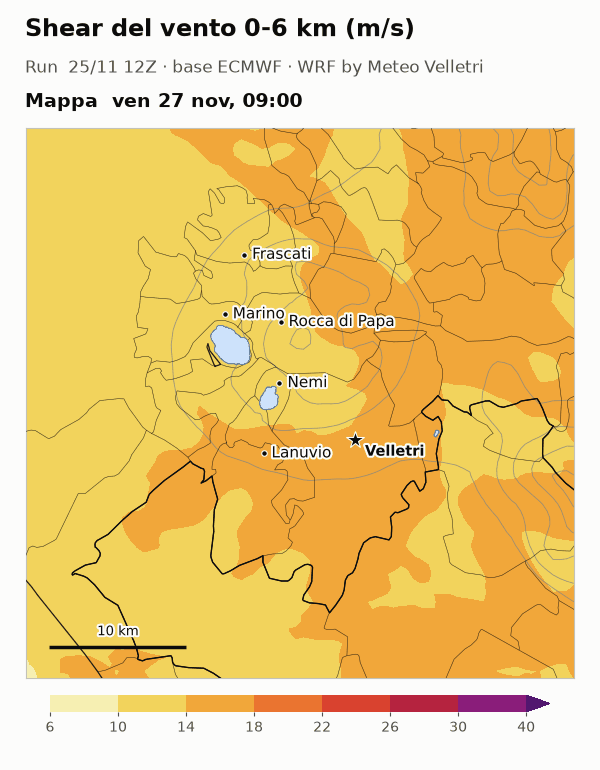 Shear del vento 0-6 km (m/s)
Run  25/11 12Z · base ECMWF · WRF by Meteo Velletri
Mappa  ven 27 nov, 09:00
Frascati
Marino
Rocca di Papa
Nemi
Velletri
Lanuvio
10 km
6 10 14 18 22 26 30 40